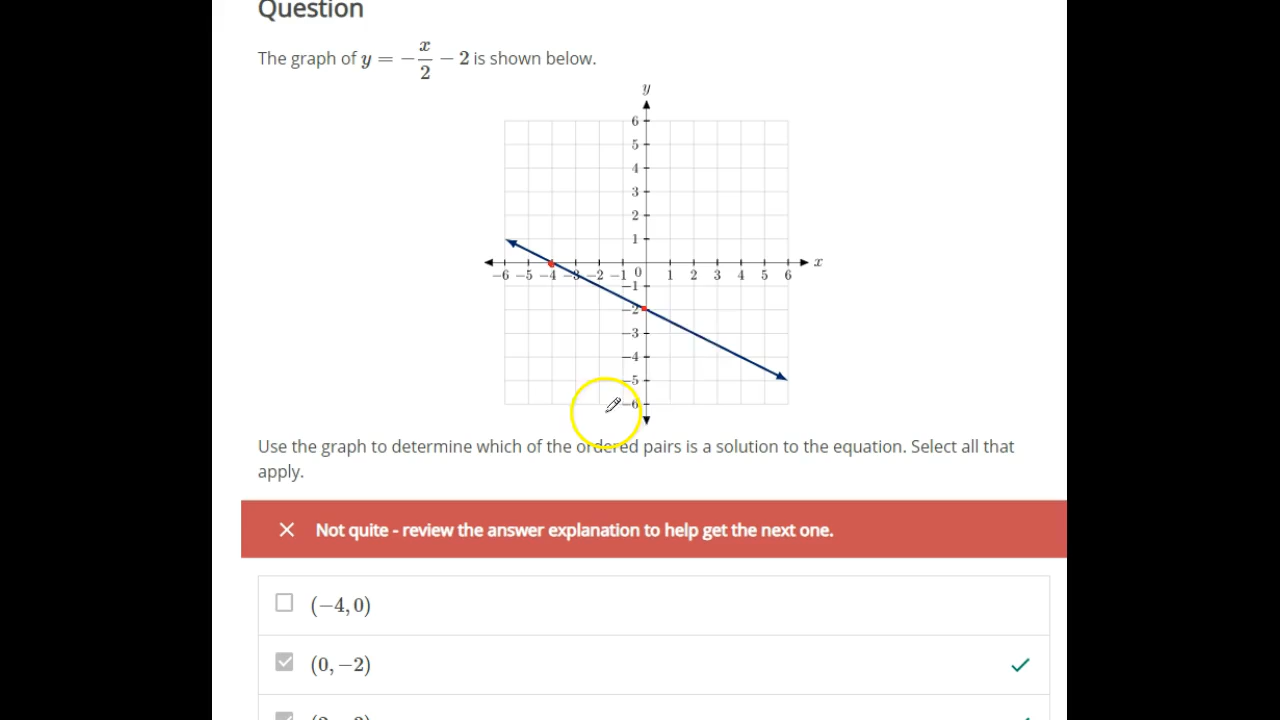 Question
The graph of y = −x/2 − 2 is shown below.
y
6
5
4
3
2
1
x
−6 −5 −4 −3 −2 −1 0 1 2 3 4 5 6
−1
−2
−3
−4
−5
−6
Use the graph to determine which of the ordered pairs is a solution to the equation. Select all that
apply.
Not quite - review the answer explanation to help get the next one.
(−4, 0)
(0, −2)